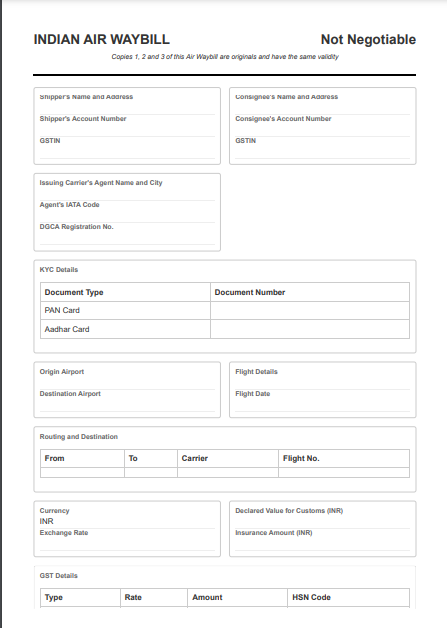 INDIAN AIR WAYBILL Not Negotiable
Copies 1, 2 and 3 of this Air Waybill are originals and have the same validity
Shipper's Name and Address
Shipper's Account Number
GSTIN
Consignee's Name and Address
Consignee's Account Number
GSTIN
Issuing Carrier's Agent Name and City
Agent's IATA Code
DGCA Registration No.
KYC Details
Document Type Document Number
PAN Card
Aadhar Card
Origin Airport
Destination Airport
Flight Details
Flight Date
Routing and Destination
From To Carrier Flight No.
Currency
INR
Exchange Rate
Declared Value for Customs (INR)
Insurance Amount (INR)
GST Details
Type Rate Amount HSN Code